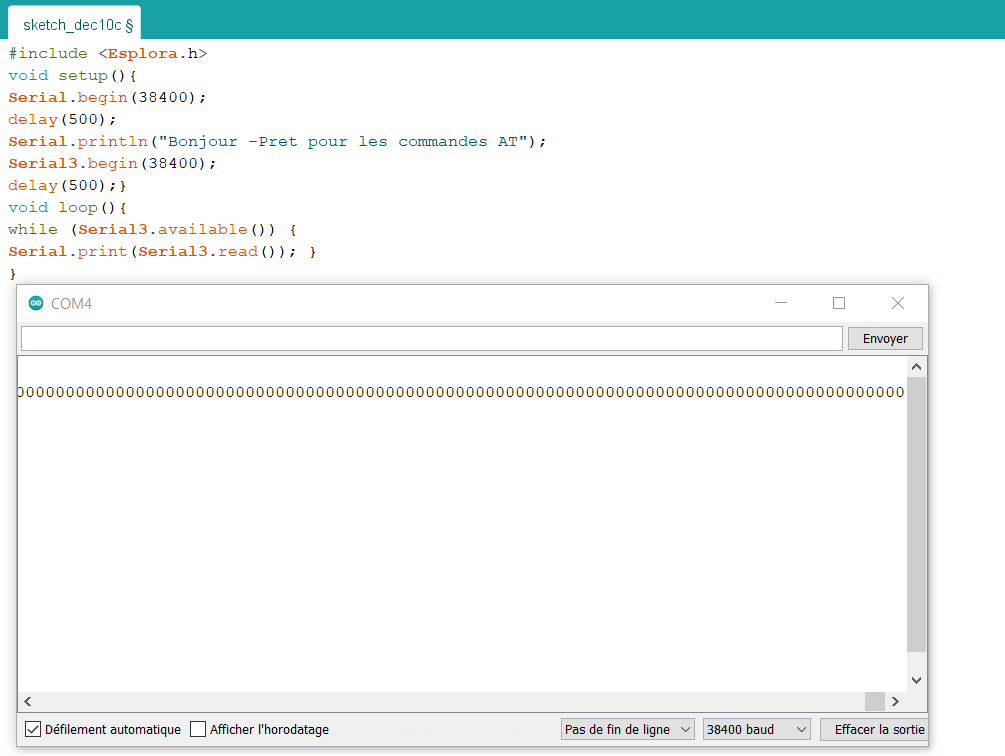 sketch_dec10c §
#include <Esplora.h>
void setup(){
Serial.begin(38400);
delay(500);
Serial.println("Bonjour -Pret pour les commandes AT");
Serial3.begin(38400);
delay(500);}
void loop(){
while (Serial3.available()) {
Serial.print(Serial3.read()); }
}
COM4
Envoyer
00000000000000000000000000000000000000000000000000000000000000000000000000000000000000000
Défilement automatique Afficher l'horodatage Pas de fin de ligne 38400 baud Effacer la sortie